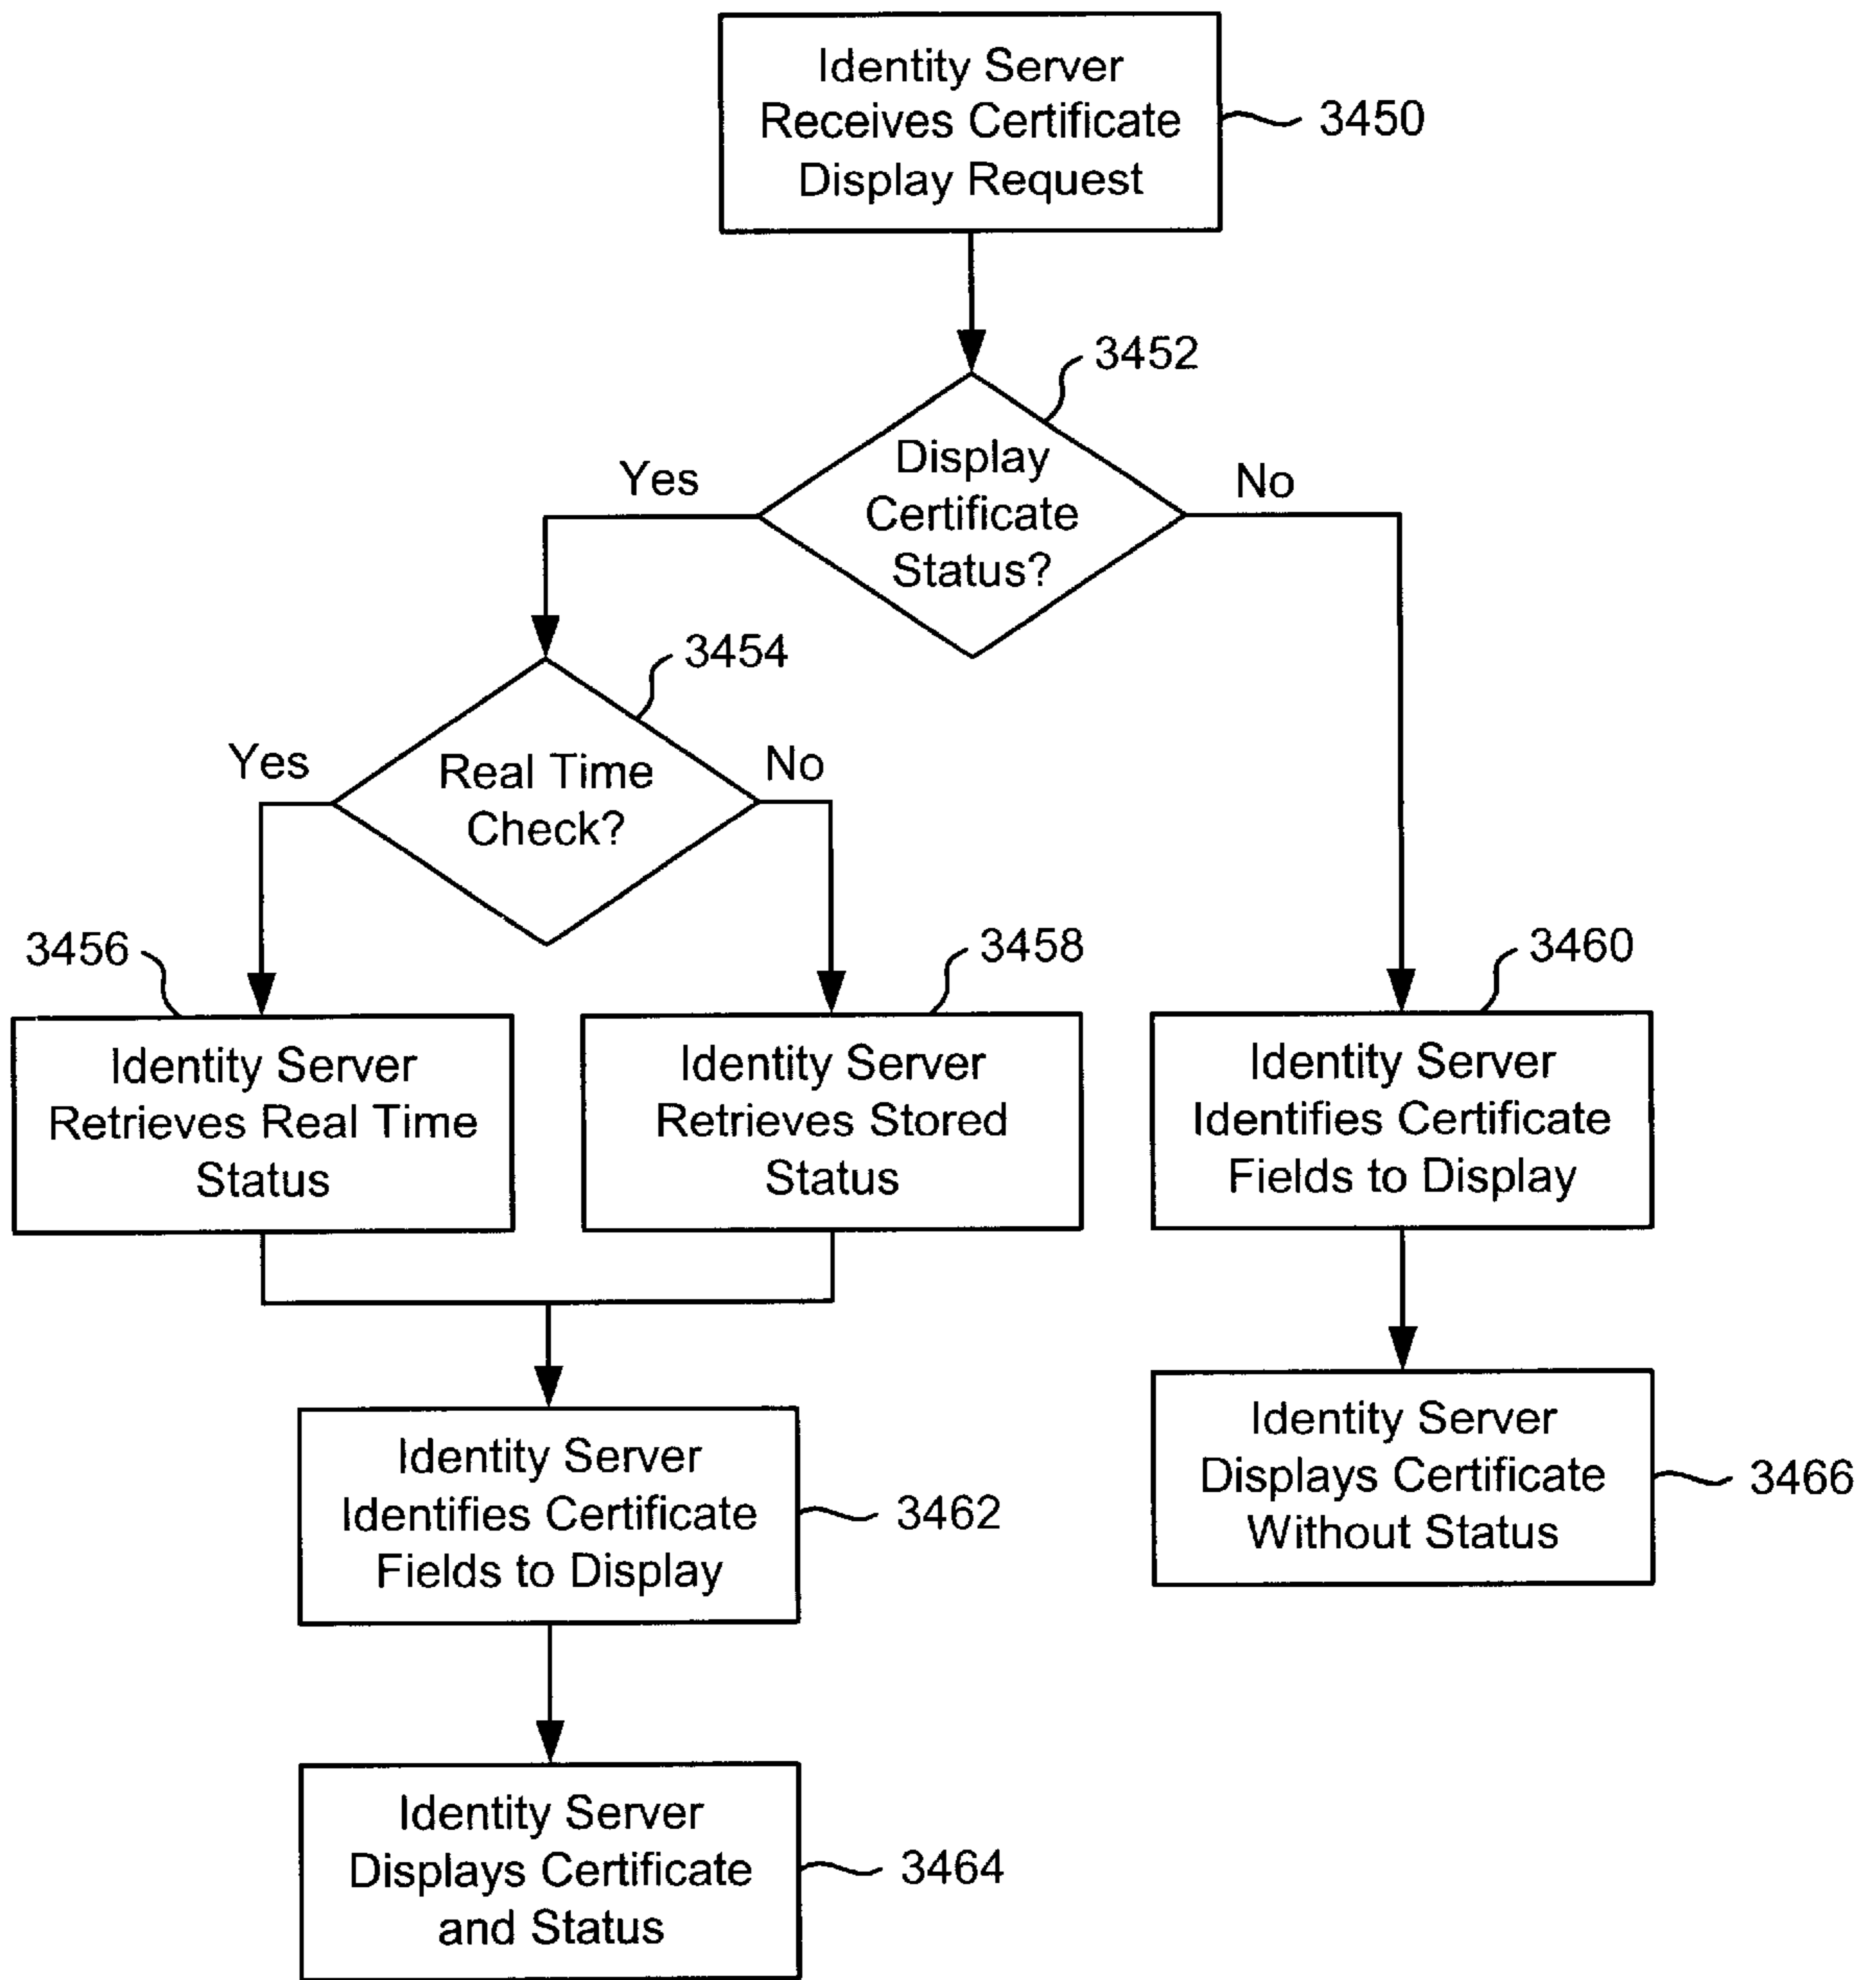 Identity Server
Receives Certificate
Display Request
3450
3452
Display
Certificate
Status?
Yes
No
3454
Real Time
Check?
Yes
No
3456
3458
3460
Identity Server
Retrieves Real Time
Status
Identity Server
Retrieves Stored
Status
Identity Server
Identifies Certificate
Fields to Display
Identity Server
Identifies Certificate
Fields to Display
3462
Identity Server
Displays Certificate
Without Status
3466
Identity Server
Displays Certificate
and Status
3464